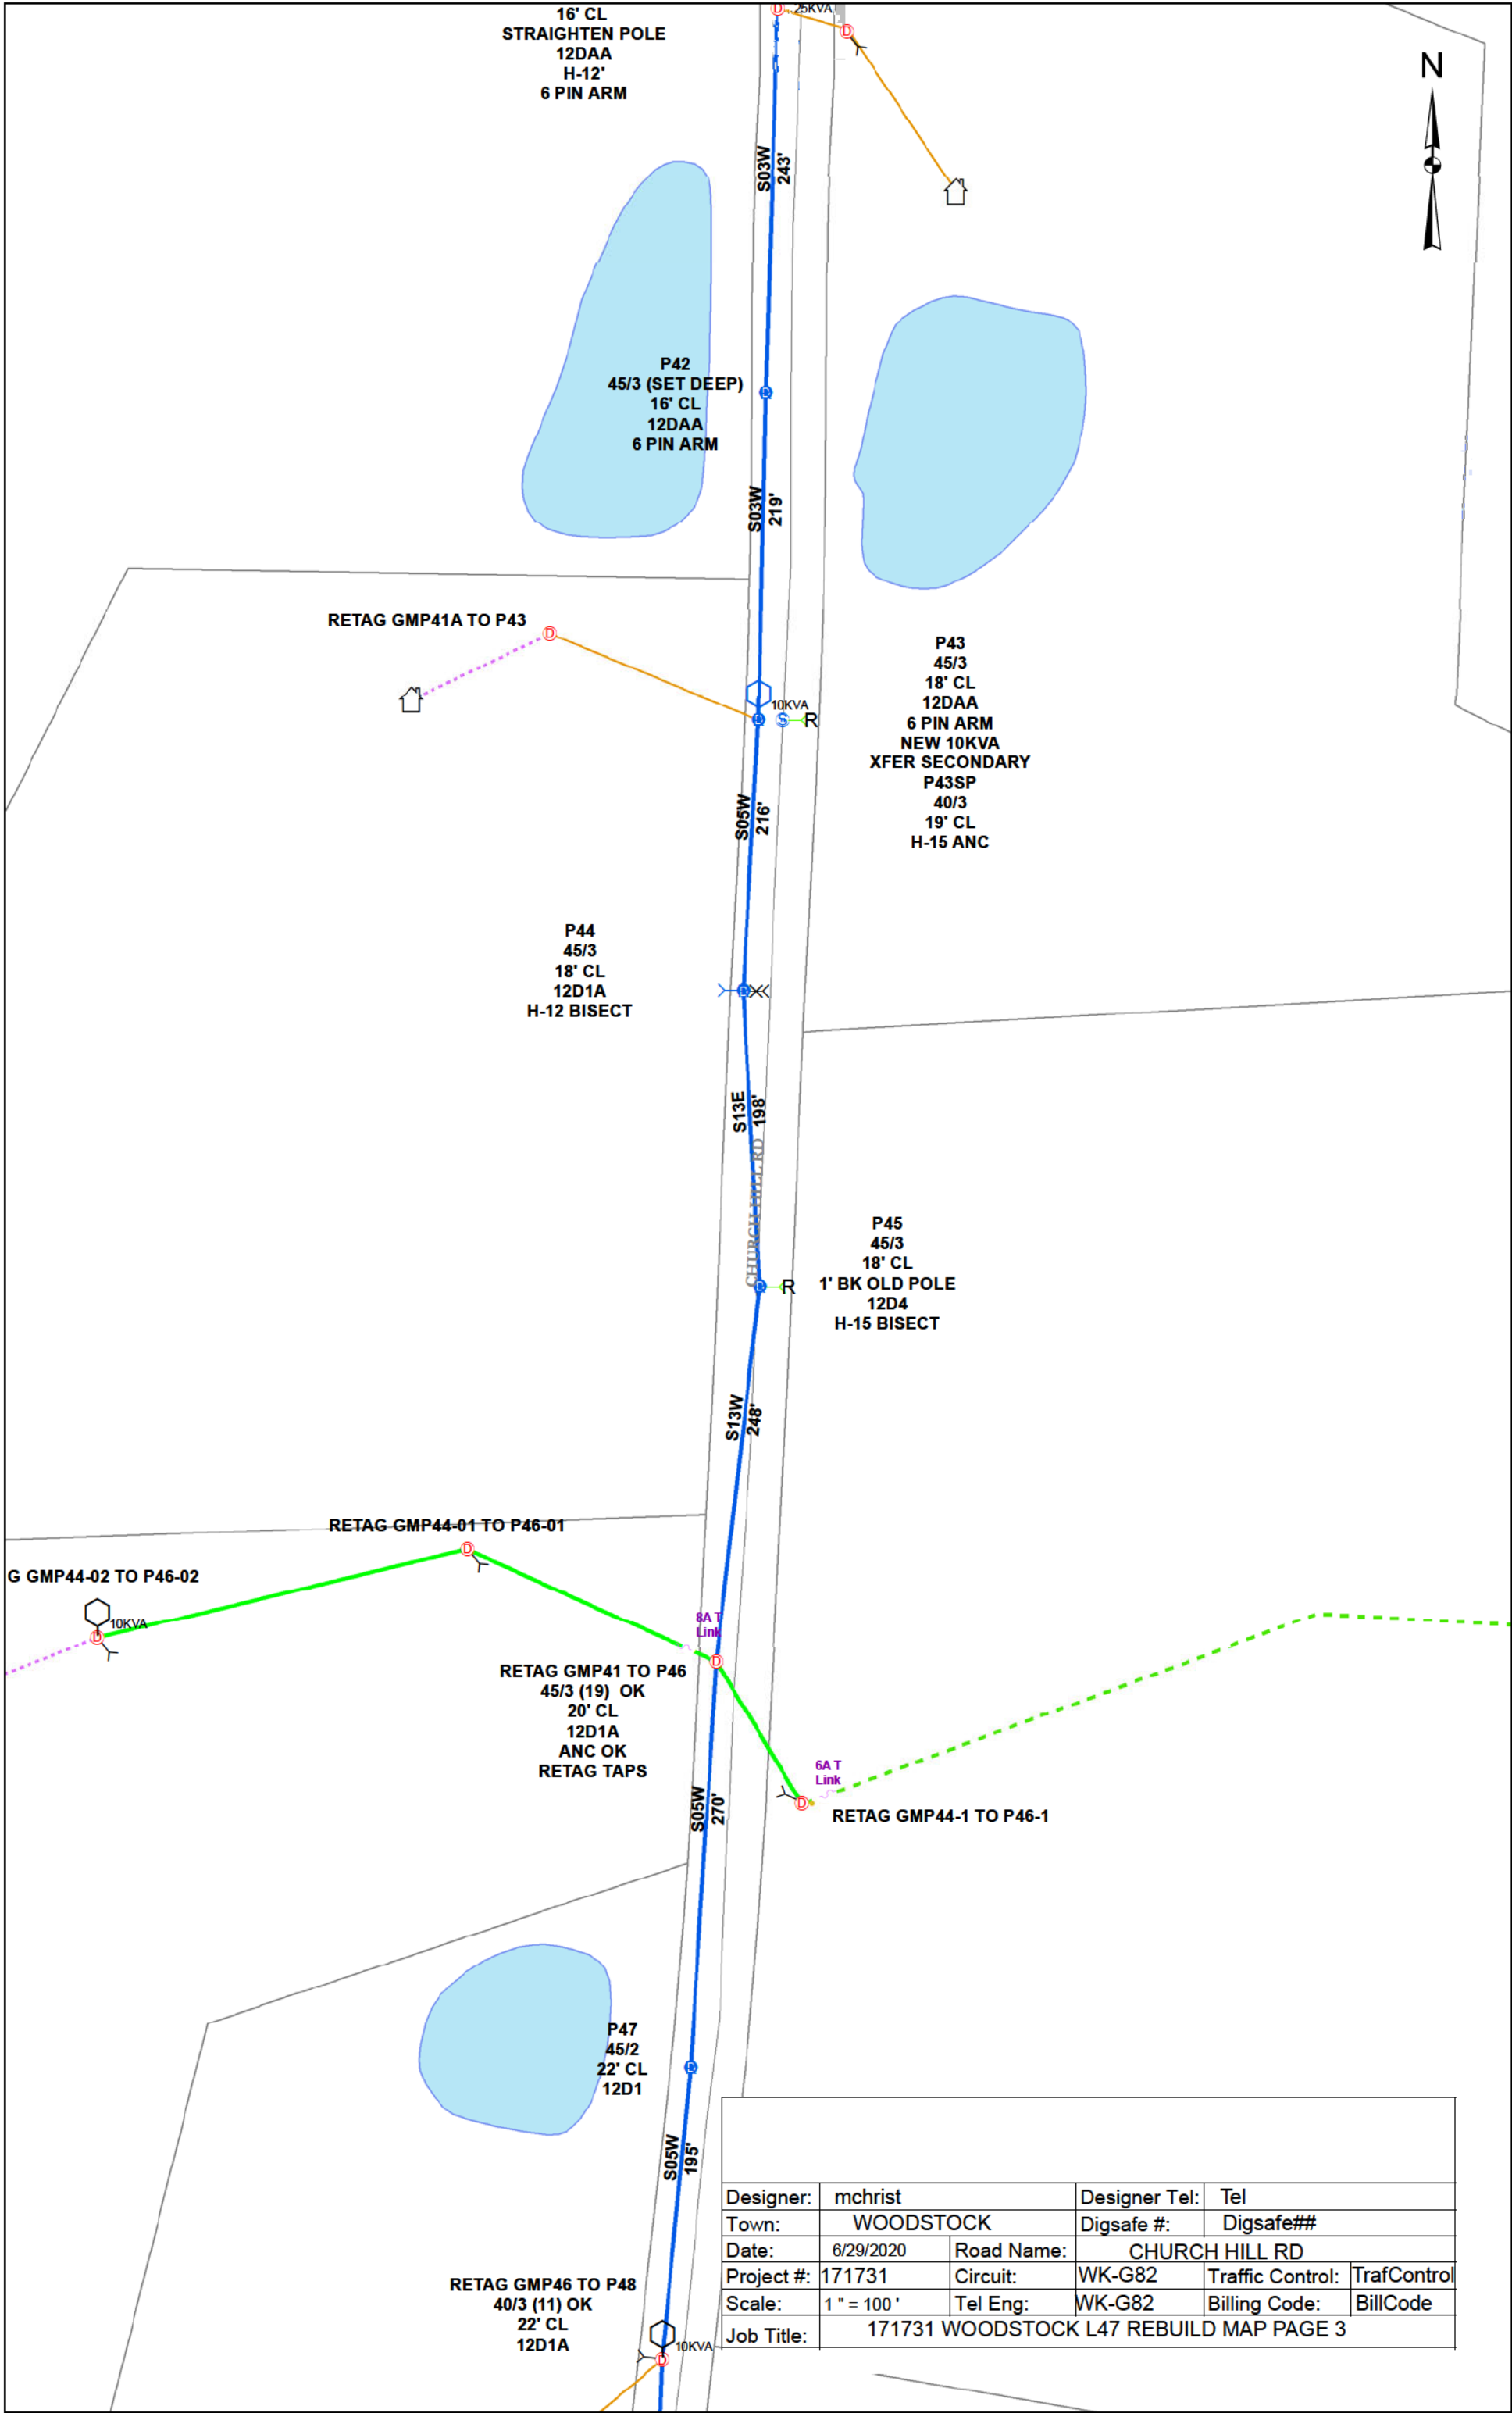 16' CL
STRAIGHTEN POLE
12DAA
H-12'
6 PIN ARM
25KVA
D
D
N
S03W
243'
P42
45/3 (SET DEEP)
16' CL
12DAA
6 PIN ARM
D
S03W
219'
RETAG GMP41A TO P43
D
10KVA
D
S
R
P43
45/3
18' CL
12DAA
6 PIN ARM
NEW 10KVA
XFER SECONDARY
P43SP
40/3
19' CL
H-15 ANC
S05W
216'
P44
45/3
18' CL
12D1A
H-12 BISECT
D
S13E
198'
CHURCH HILL RD
P45
45/3
18' CL
1' BK OLD POLE
12D4
H-15 BISECT
D
R
S13W
248'
RETAG GMP44-01 TO P46-01
D
G GMP44-02 TO P46-02
10KVA
D
8A T
Link
D
RETAG GMP41 TO P46
45/3 (19) OK
20' CL
12D1A
ANC OK
RETAG TAPS
6A T
Link
D
RETAG GMP44-1 TO P46-1
S05W
270'
P47
45/2
22' CL
12D1
D
S05W
195'
RETAG GMP46 TO P48
40/3 (11) OK
22' CL
12D1A
10KVA
D
Designer: mchrist Designer Tel: Tel
Town: WOODSTOCK Digsafe #: Digsafe##
Date: 6/29/2020 Road Name: CHURCH HILL RD
Project #: 171731 Circuit: WK-G82 Traffic Control: TrafControl
Scale: 1 " = 100 ' Tel Eng: WK-G82 Billing Code: BillCode
Job Title: 171731 WOODSTOCK L47 REBUILD MAP PAGE 3